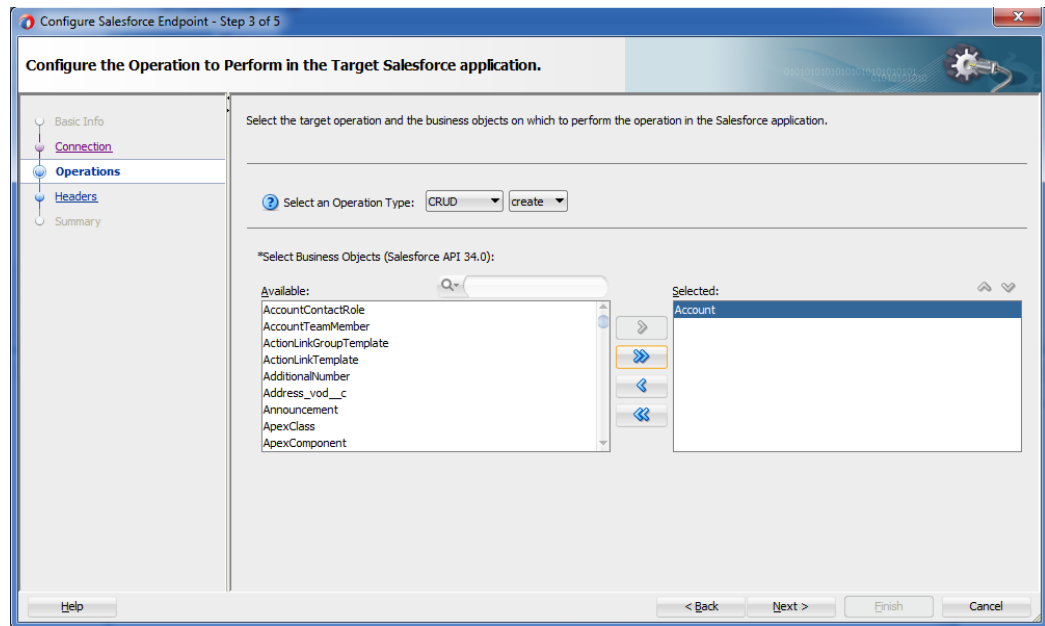 Configure Salesforce Endpoint - Step 3 of 5
Configure the Operation to Perform in the Target Salesforce application.
Basic Info
Connection
Operations
Headers
Summary
Select the target operation and the business objects on which to perform the operation in the Salesforce application.
Select an Operation Type: CRUD create
*Select Business Objects (Salesforce API 34.0):
Available:
AccountContactRole
AccountTeamMember
ActionLinkGroupTemplate
ActionLinkTemplate
AdditionalNumber
Address_vod__c
Announcement
ApexClass
ApexComponent
Selected:
Account
Help
< Back Next > Finish Cancel